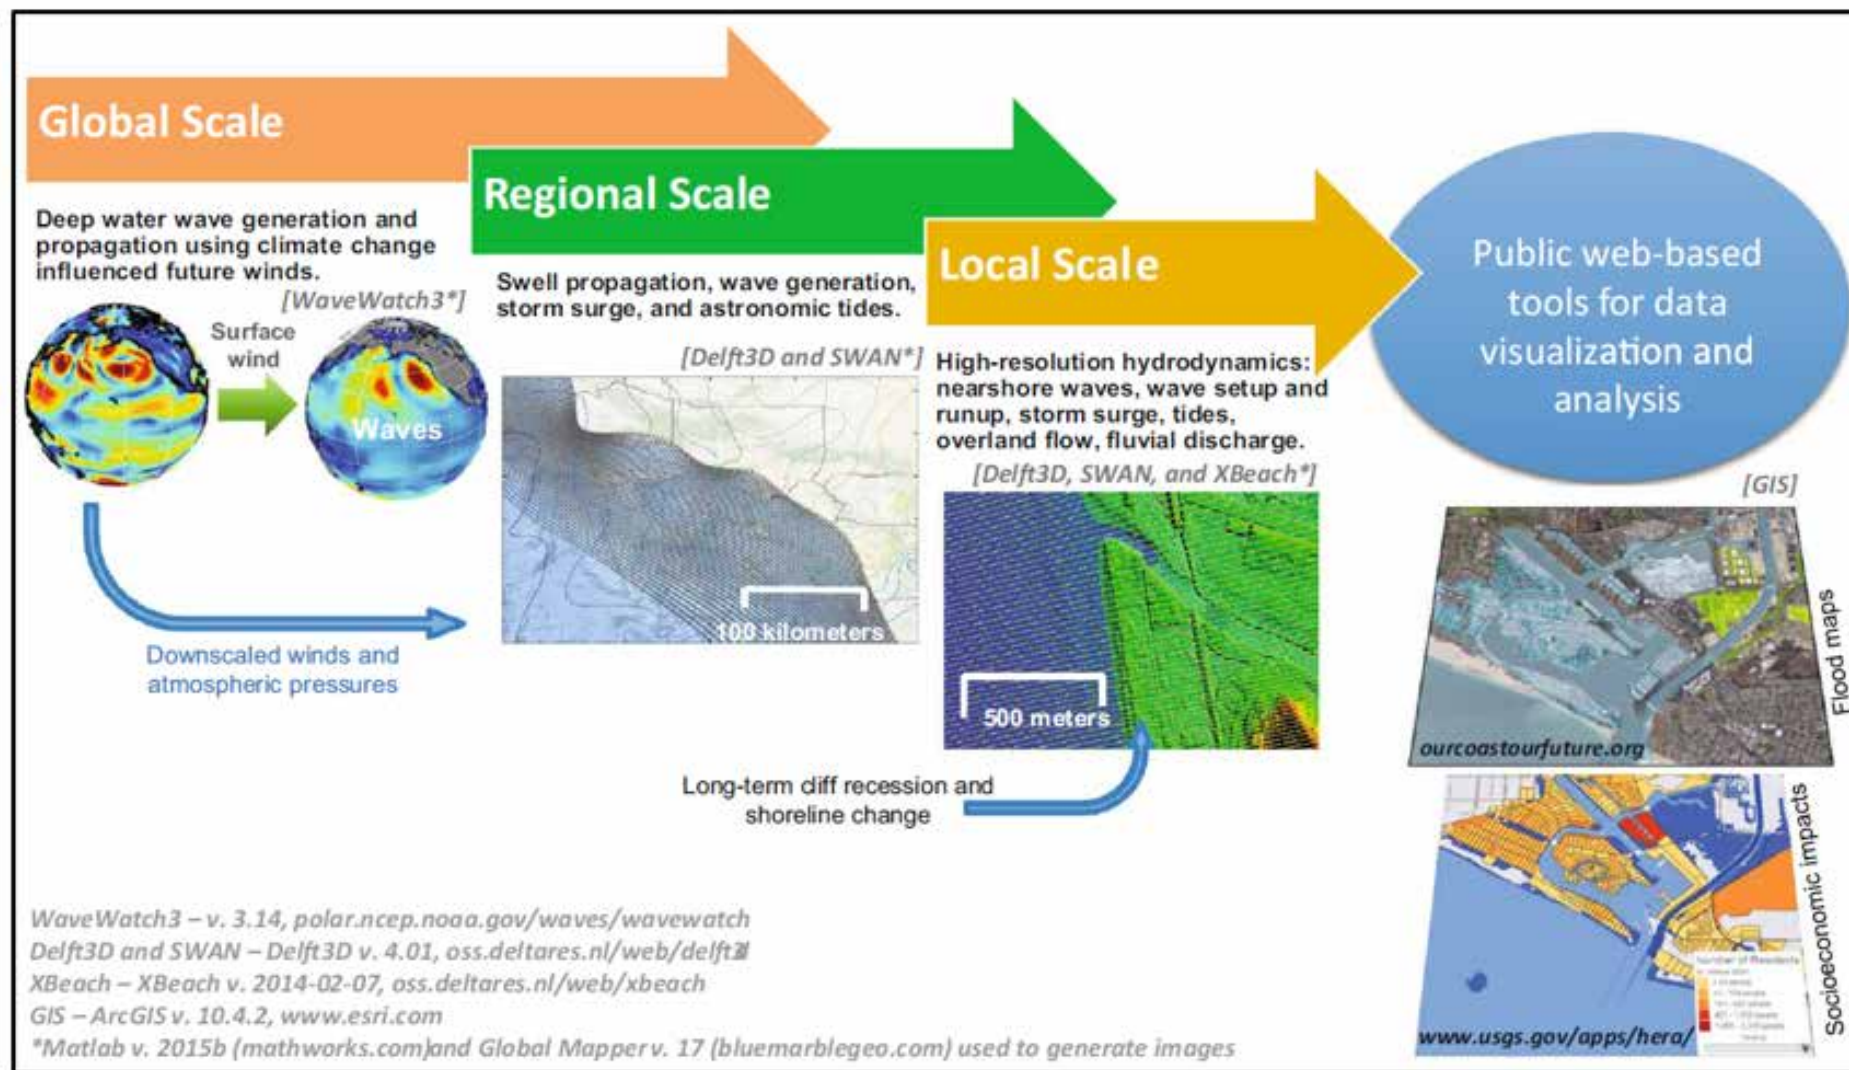 Global Scale
Deep water wave generation and
propagation using climate change
influenced future winds.
[WaveWatch3*]
Surface
wind
Waves
Downscaled winds and
atmospheric pressures
Regional Scale
Swell propagation, wave generation,
storm surge, and astronomic tides.
[Delft3D and SWAN*]
100 kilometers
Local Scale
High-resolution hydrodynamics:
nearshore waves, wave setup and
runup, storm surge, tides,
overland flow, fluvial discharge.
[Delft3D, SWAN, and XBeach*]
500 meters
Long-term cliff recession and
shoreline change
Public web-based
tools for data
visualization and
analysis
[GIS]
ourcoastourfuture.org
Flood maps
Number of Residents
www.usgs.gov/apps/hera/
Socioeconomic impacts
WaveWatch3 – v. 3.14, polar.ncep.noaa.gov/waves/wavewatch
Delft3D and SWAN – Delft3D v. 4.01, oss.deltares.nl/web/delft3d
XBeach – XBeach v. 2014-02-07, oss.deltares.nl/web/xbeach
GIS – ArcGIS v. 10.4.2, www.esri.com
*Matlab v. 2015b (mathworks.com)and Global Mapper v. 17 (bluemarblegeo.com) used to generate images